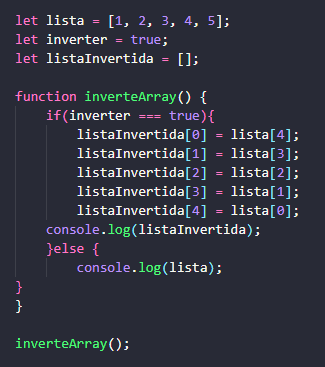 let lista = [1, 2, 3, 4, 5];
let inverter = true;
let listaInvertida = [];

function inverteArray() {
    if(inverter === true){
        listaInvertida[0] = lista[4];
        listaInvertida[1] = lista[3];
        listaInvertida[2] = lista[2];
        listaInvertida[3] = lista[1];
        listaInvertida[4] = lista[0];
    console.log(listaInvertida);
    }else {
        console.log(lista);
}
}

inverteArray();